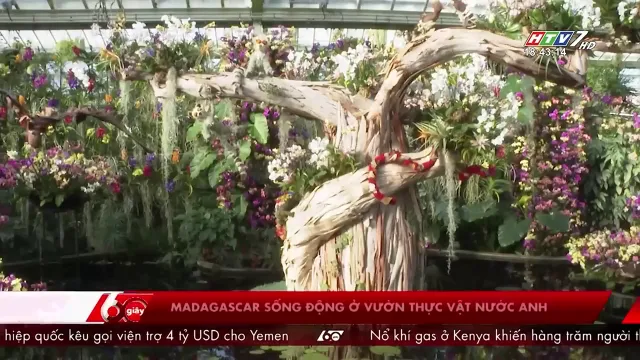 HTV7 HD
18:43:14
60 giây
MADAGASCAR SỐNG ĐỘNG Ở VƯỜN THỰC VẬT NƯỚC ANH
hiệp quốc kêu gọi viện trợ 4 tỷ USD cho Yemen 60 Nổ khí gas ở Kenya khiến hàng trăm người